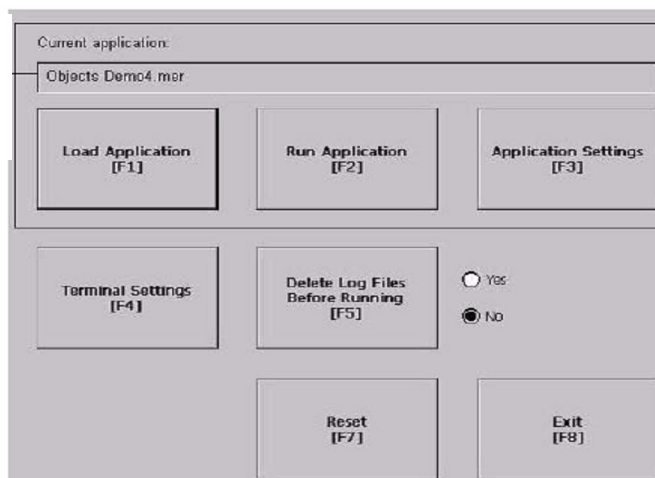 Current application:
Objects Demo4.mer
Load Application
[F1]
Run Application
[F2]
Application Settings
[F3]
Terminal Settings
[F4]
Delete Log Files
Before Running
[F5]
Yes
No
Reset
[F7]
Exit
[F8]